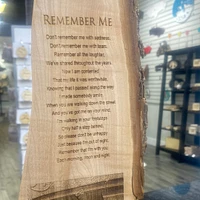 REMEMBER ME
Don't remember me with sadness,
Don't remember me with tears,
Remember all the laughter,
We've shared throughout the years.
Now I am contented
That my life it was worthwhile,
Knowing that I passed along the way
I made somebody smile.
When you are walking down the street
And you've got me on your mind,
I'm walking in your footsteps
Only half a step behind.
So please don't be unhappy
Just because I'm out of sight,
Remember that I'm with you
Each morning, noon and night.